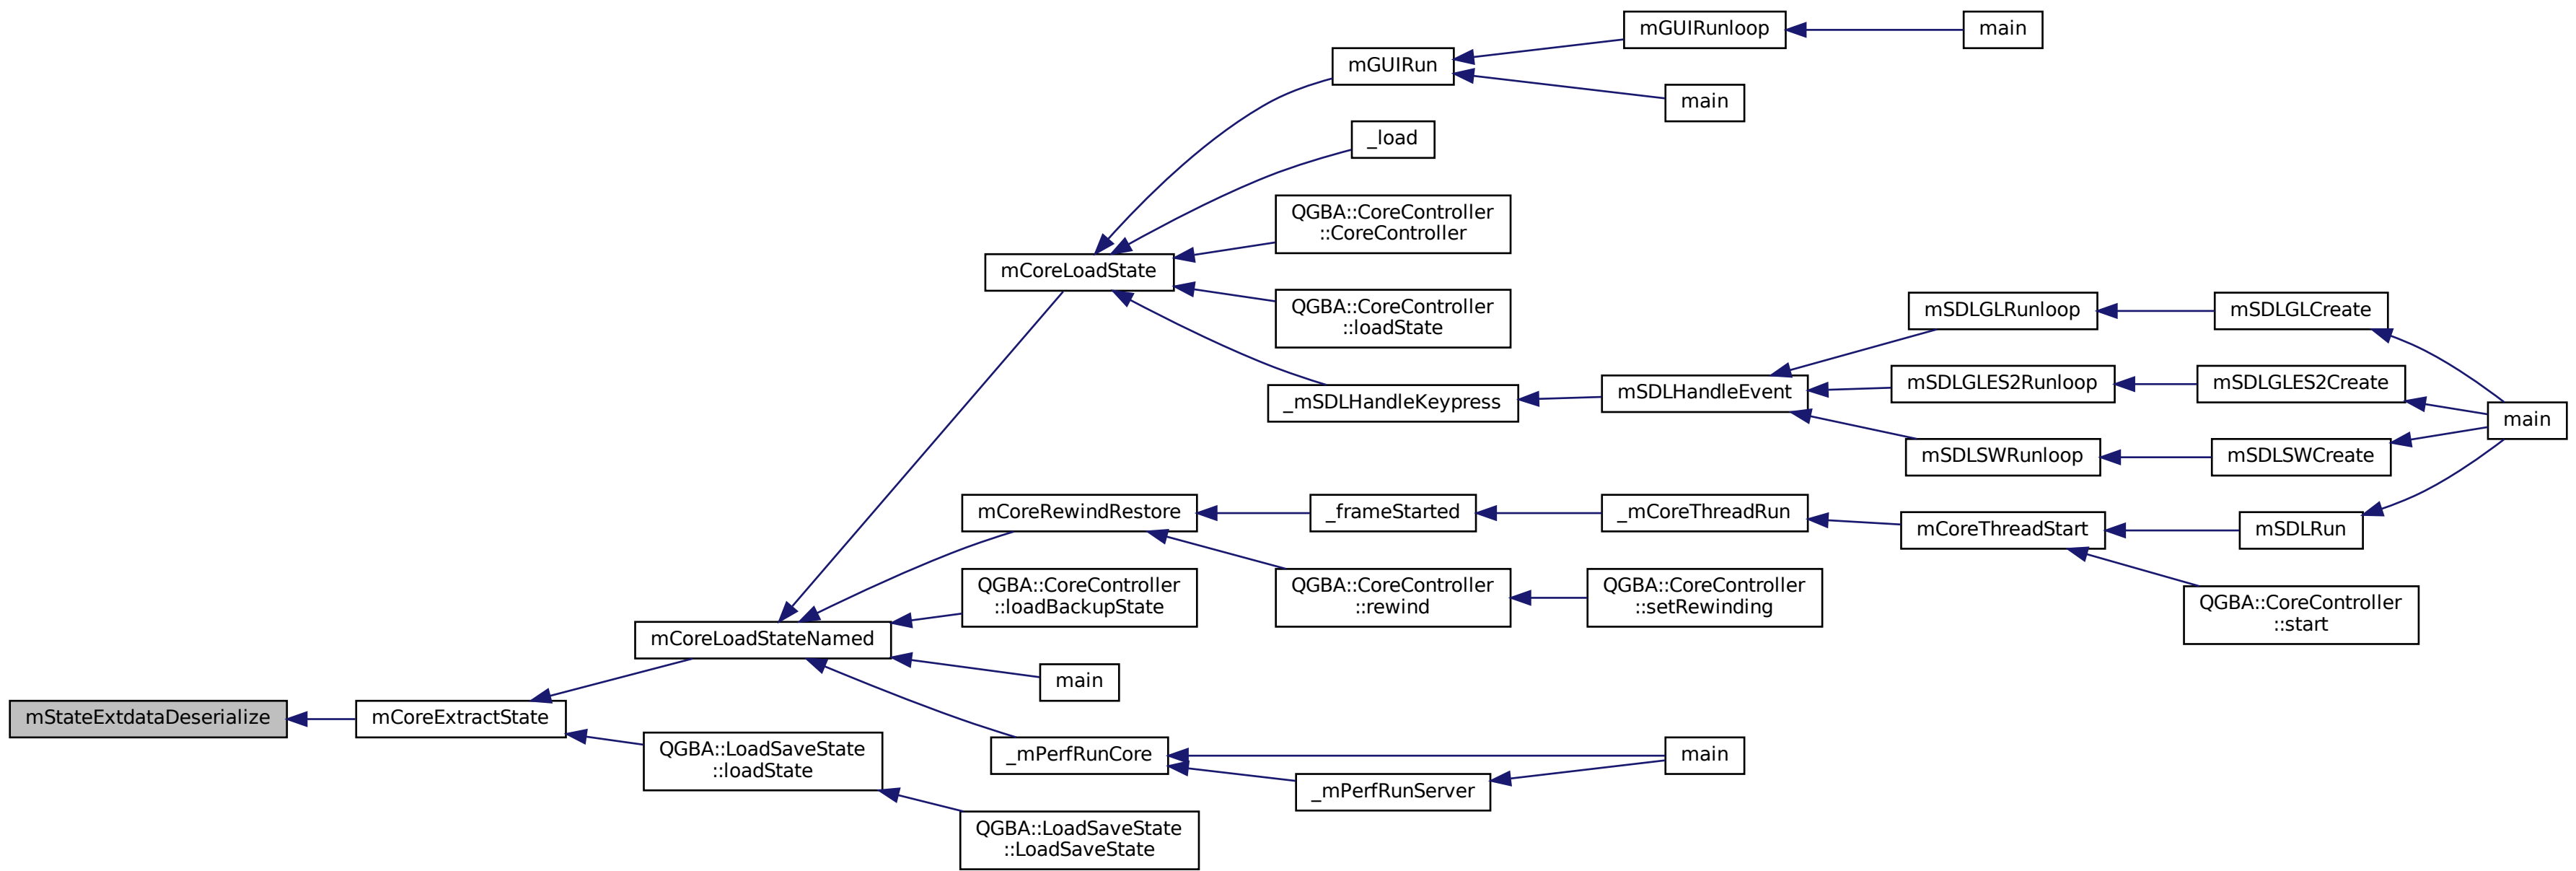 mGUIRunloop
main
mGUIRun
main
_load
QGBA::CoreController
::CoreController
mCoreLoadState
QGBA::CoreController
::loadState
mSDLGLRunloop
mSDLGLCreate
mSDLHandleEvent
mSDLGLES2Runloop
mSDLGLES2Create
_mSDLHandleKeypress
main
mSDLSWRunloop
mSDLSWCreate
mCoreRewindRestore
_frameStarted
_mCoreThreadRun
mCoreThreadStart
mSDLRun
QGBA::CoreController
::loadBackupState
QGBA::CoreController
::rewind
QGBA::CoreController
::setRewinding
QGBA::CoreController
::start
mCoreLoadStateNamed
main
mStateExtdataDeserialize
mCoreExtractState
QGBA::LoadSaveState
::loadState
_mPerfRunCore
main
_mPerfRunServer
QGBA::LoadSaveState
::LoadSaveState